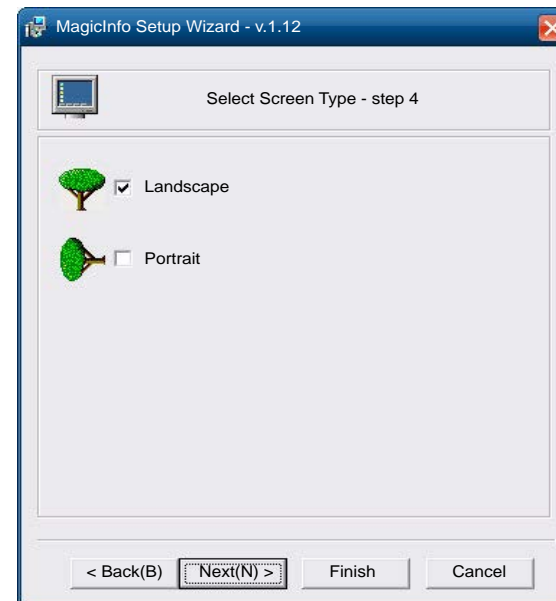 MagicInfo Setup Wizard - v.1.12
Select Screen Type - step 4
Landscape
Portrait
< Back(B) Next(N) > Finish Cancel